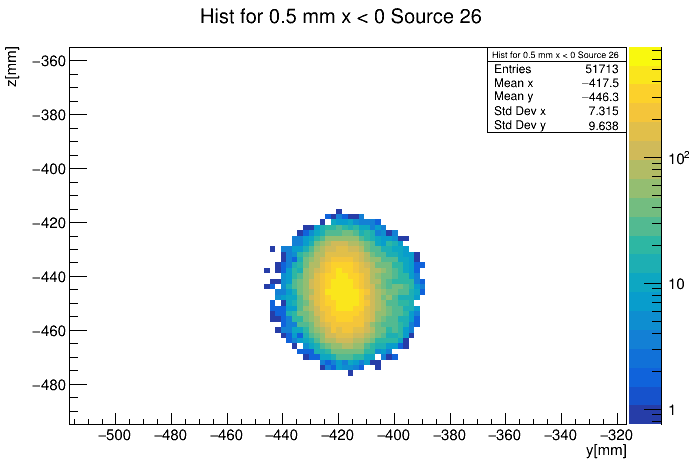 Hist for 0.5 mm x < 0 Source 26
z[mm]
Hist for 0.5 mm x < 0 Source 26
Entries 51713
Mean x −417.5
Mean y −446.3
Std Dev x 7.315
Std Dev y 9.638
−360
−380
−400
−420
−440
−460
−480
10²
10
1
−500 −480 −460 −440 −420 −400 −380 −360 −340 −320
y[mm]